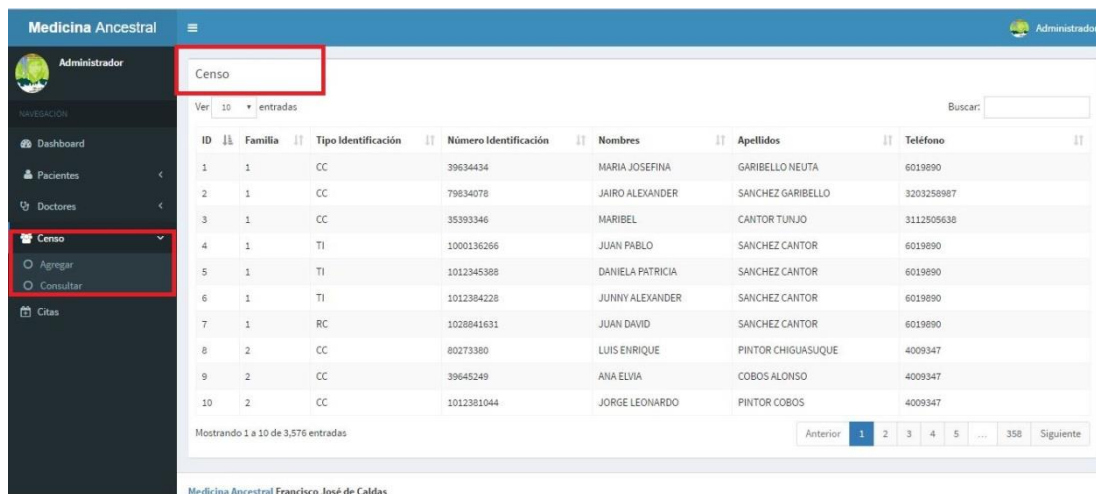 Medicina Ancestral
Administrador
Administrador
NAVEGACIÓN
Dashboard
Pacientes
Doctores
Censo
Agregar
Consultar
Citas
Censo
Ver 10 entradas
Buscar:
ID Familia Tipo Identificación Número Identificación Nombres Apellidos Teléfono
1 1 CC 39634434 MARIA JOSEFINA GARIBELLO NEUTA 6019890
2 1 CC 79834078 JAIRO ALEXANDER SANCHEZ GARIBELLO 3203258987
3 1 CC 35393346 MARIBEL CANTOR TUNJO 3112505638
4 1 TI 1000136266 JUAN PABLO SANCHEZ CANTOR 6019890
5 1 TI 1012345388 DANIELA PATRICIA SANCHEZ CANTOR 6019890
6 1 TI 1012384228 JUNNY ALEXANDER SANCHEZ CANTOR 6019890
7 1 RC 1028841631 JUAN DAVID SANCHEZ CANTOR 6019890
8 2 CC 80273380 LUIS ENRIQUE PINTOR CHIGUASUQUE 4009347
9 2 CC 39645249 ANA ELVIA COBOS ALONSO 4009347
10 2 CC 1012381044 JORGE LEONARDO PINTOR COBOS 4009347
Mostrando 1 a 10 de 3,576 entradas
Anterior 1 2 3 4 5 ... 358 Siguiente
Medicina Ancestral Francisco José de Caldas